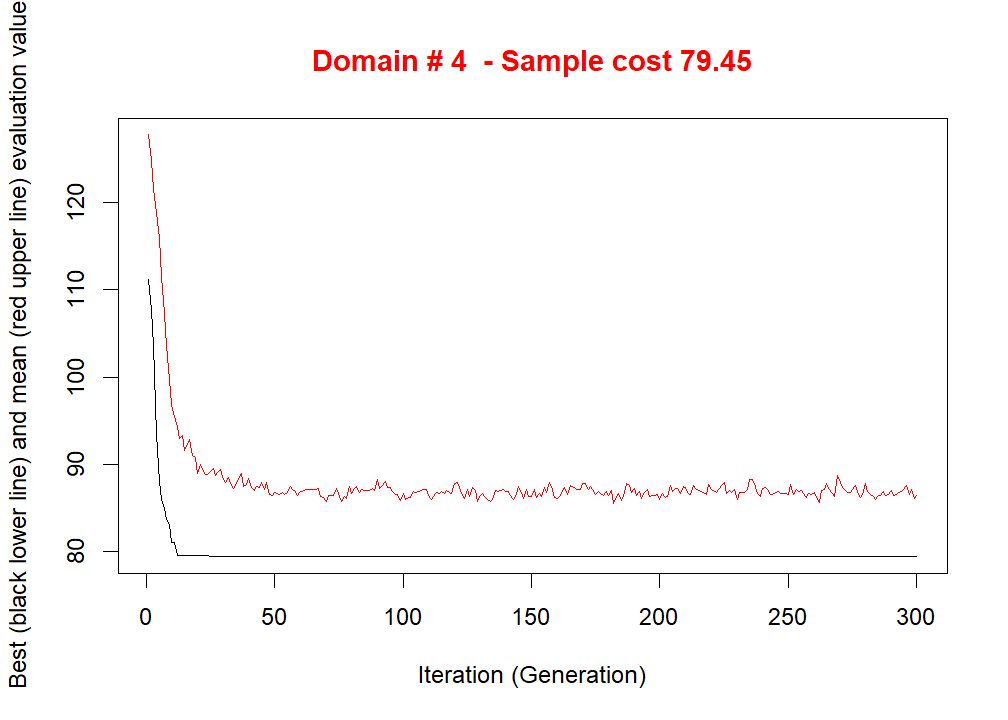 Domain # 4  - Sample cost 79.45
Best (black lower line) and mean (red upper line) evaluation value
120
110
100
90
80
0 50 100 150 200 250 300
Iteration (Generation)